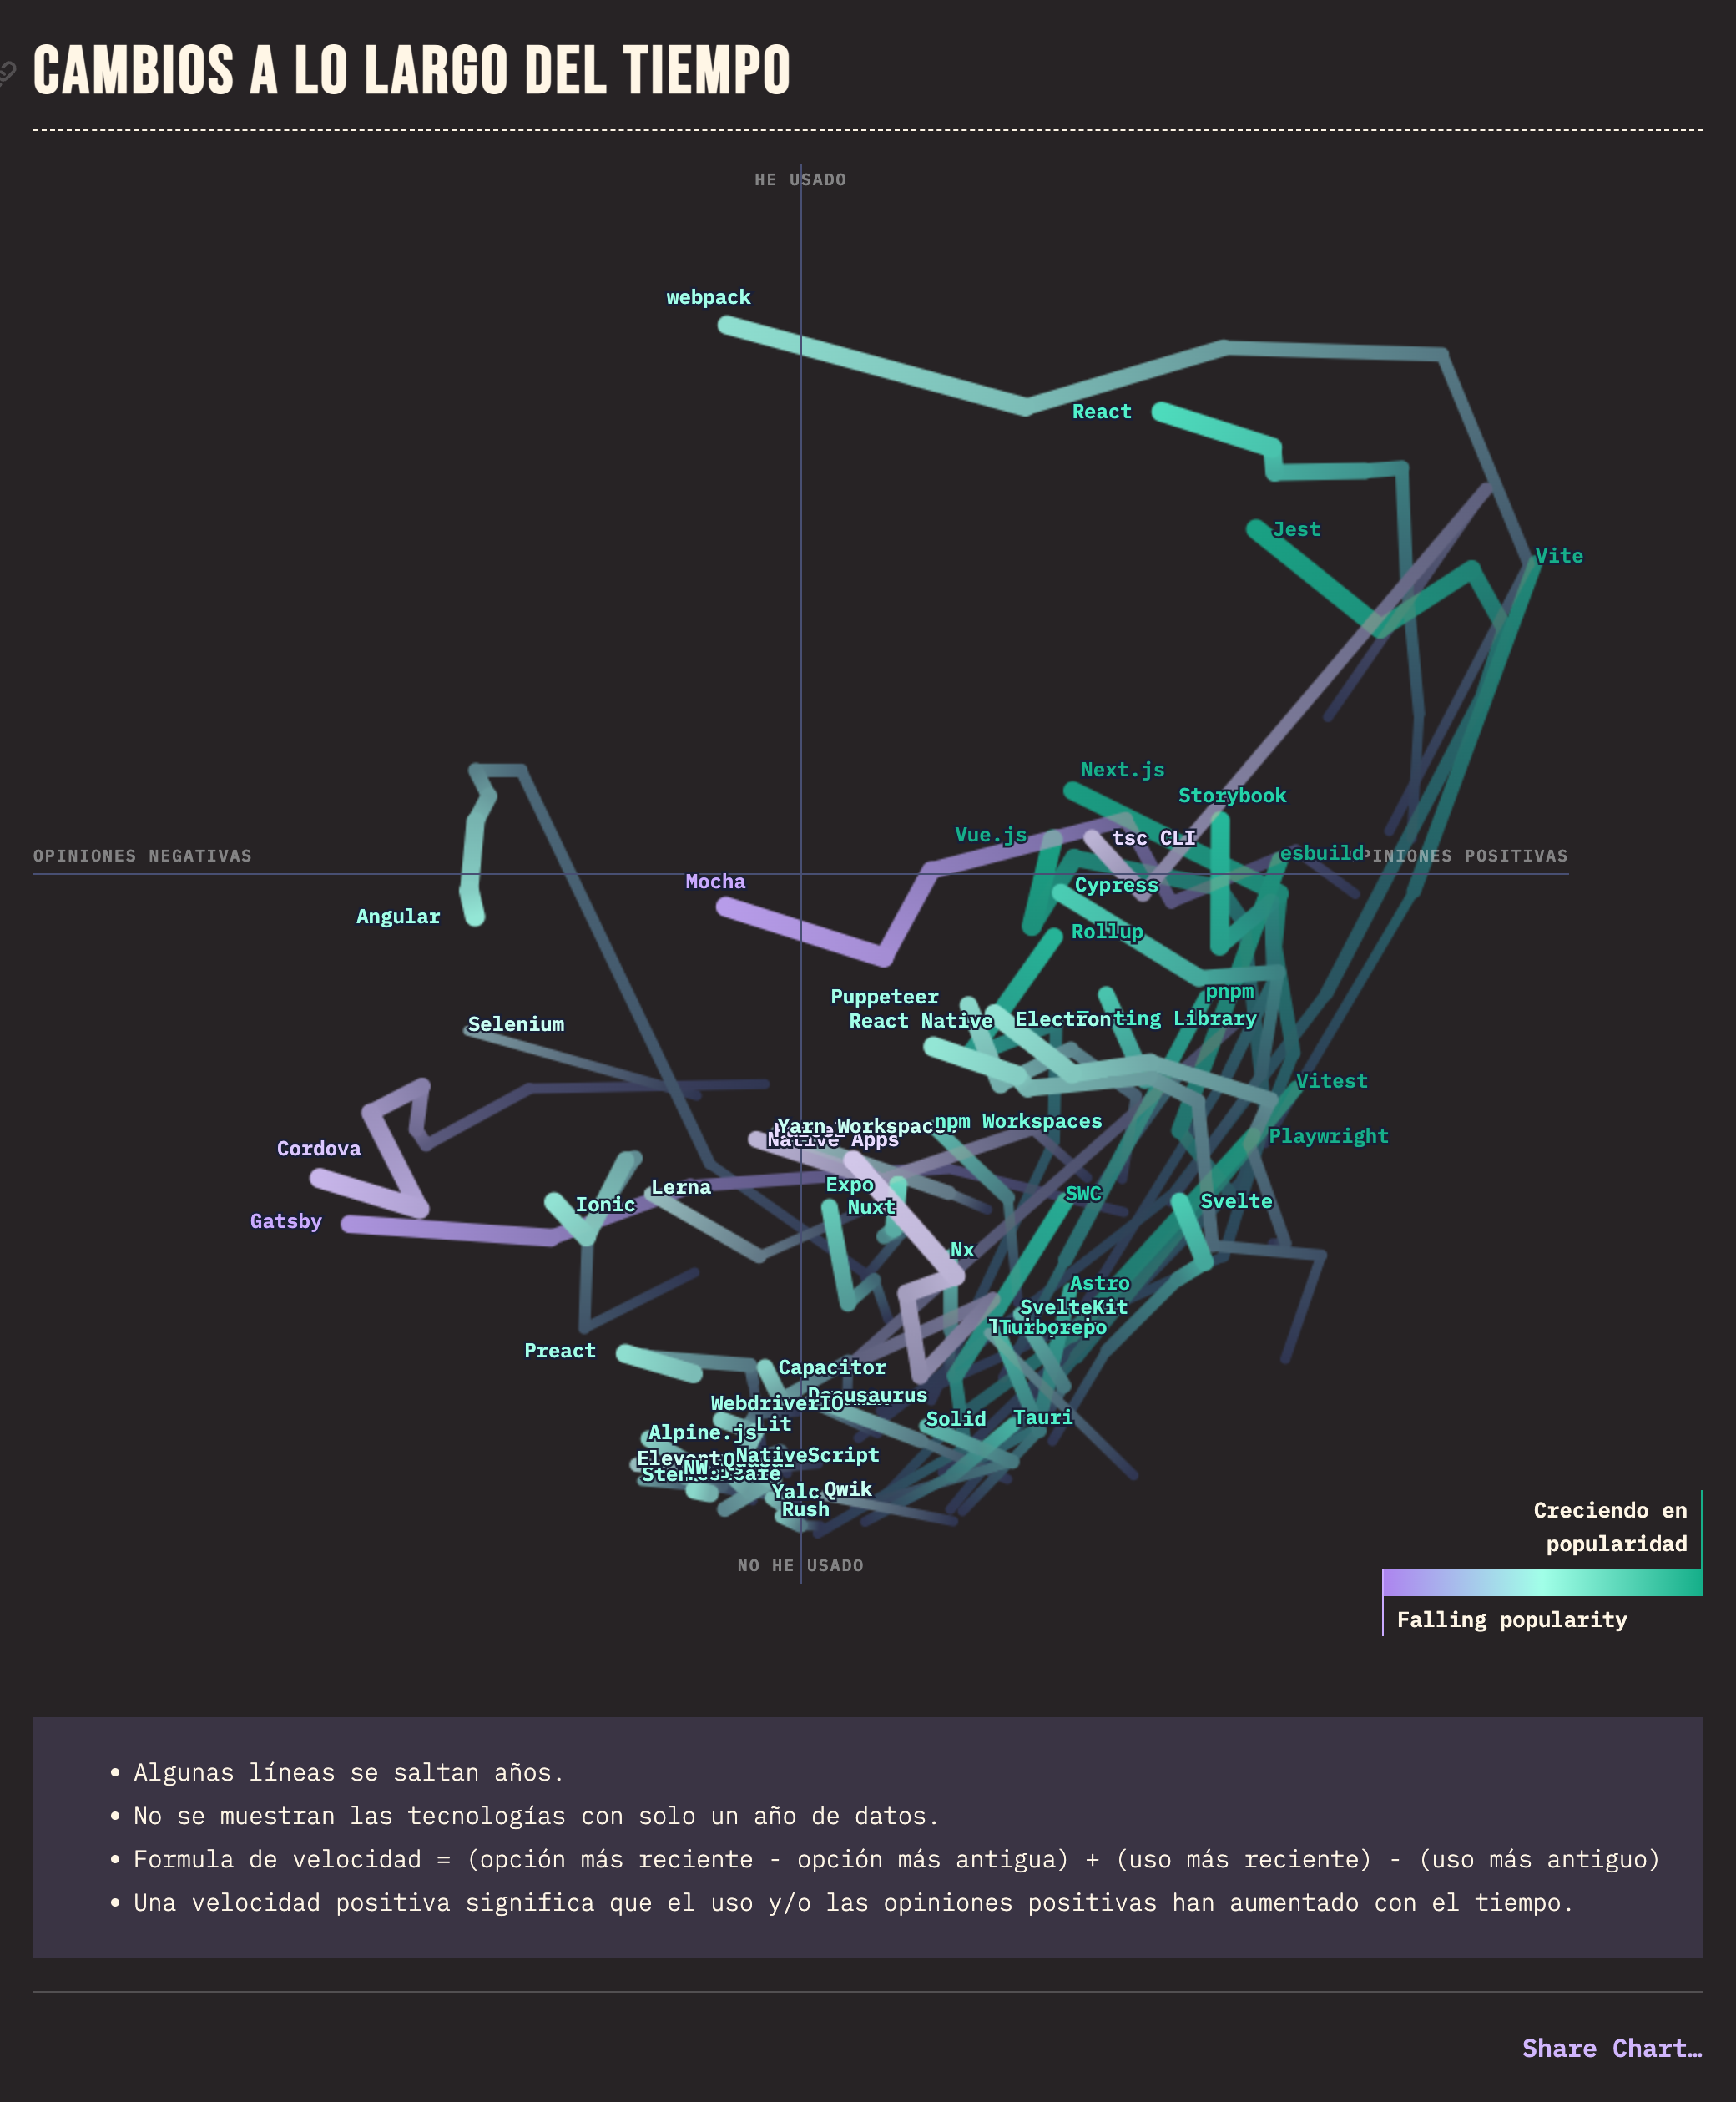 CAMBIOS A LO LARGO DEL TIEMPO
HE USADO
webpack
React
Jest
Vite
Next.js
Storybook
Vue.js
tsc CLI
esbuild
OPINIONES NEGATIVAS
PINIONES POSITIVAS
Mocha
Cypress
Angular
Rollup
pnpm
Puppeteer
React Native
Electron
ting Library
Selenium
Vitest
npm Workspaces
Yarn Workspace
Native Apps
Playwright
Cordova
Expo
Lerna
SWC
Svelte
Ionic
Nuxt
Gatsby
Nx
Astro
SvelteKit
Turborepo
Preact
Capacitor
Docusaurus
WebdriverIO
Solid
Tauri
Lit
Alpine.js
NativeScript
Elevent
NW.
Yalc
Qwik
Rush
NO HE USADO
Creciendo en
popularidad
Falling popularity
• Algunas líneas se saltan años.
• No se muestran las tecnologías con solo un año de datos.
• Formula de velocidad = (opción más reciente - opción más antigua) + (uso más reciente) - (uso más antiguo)
• Una velocidad positiva significa que el uso y/o las opiniones positivas han aumentado con el tiempo.
Share Chart…